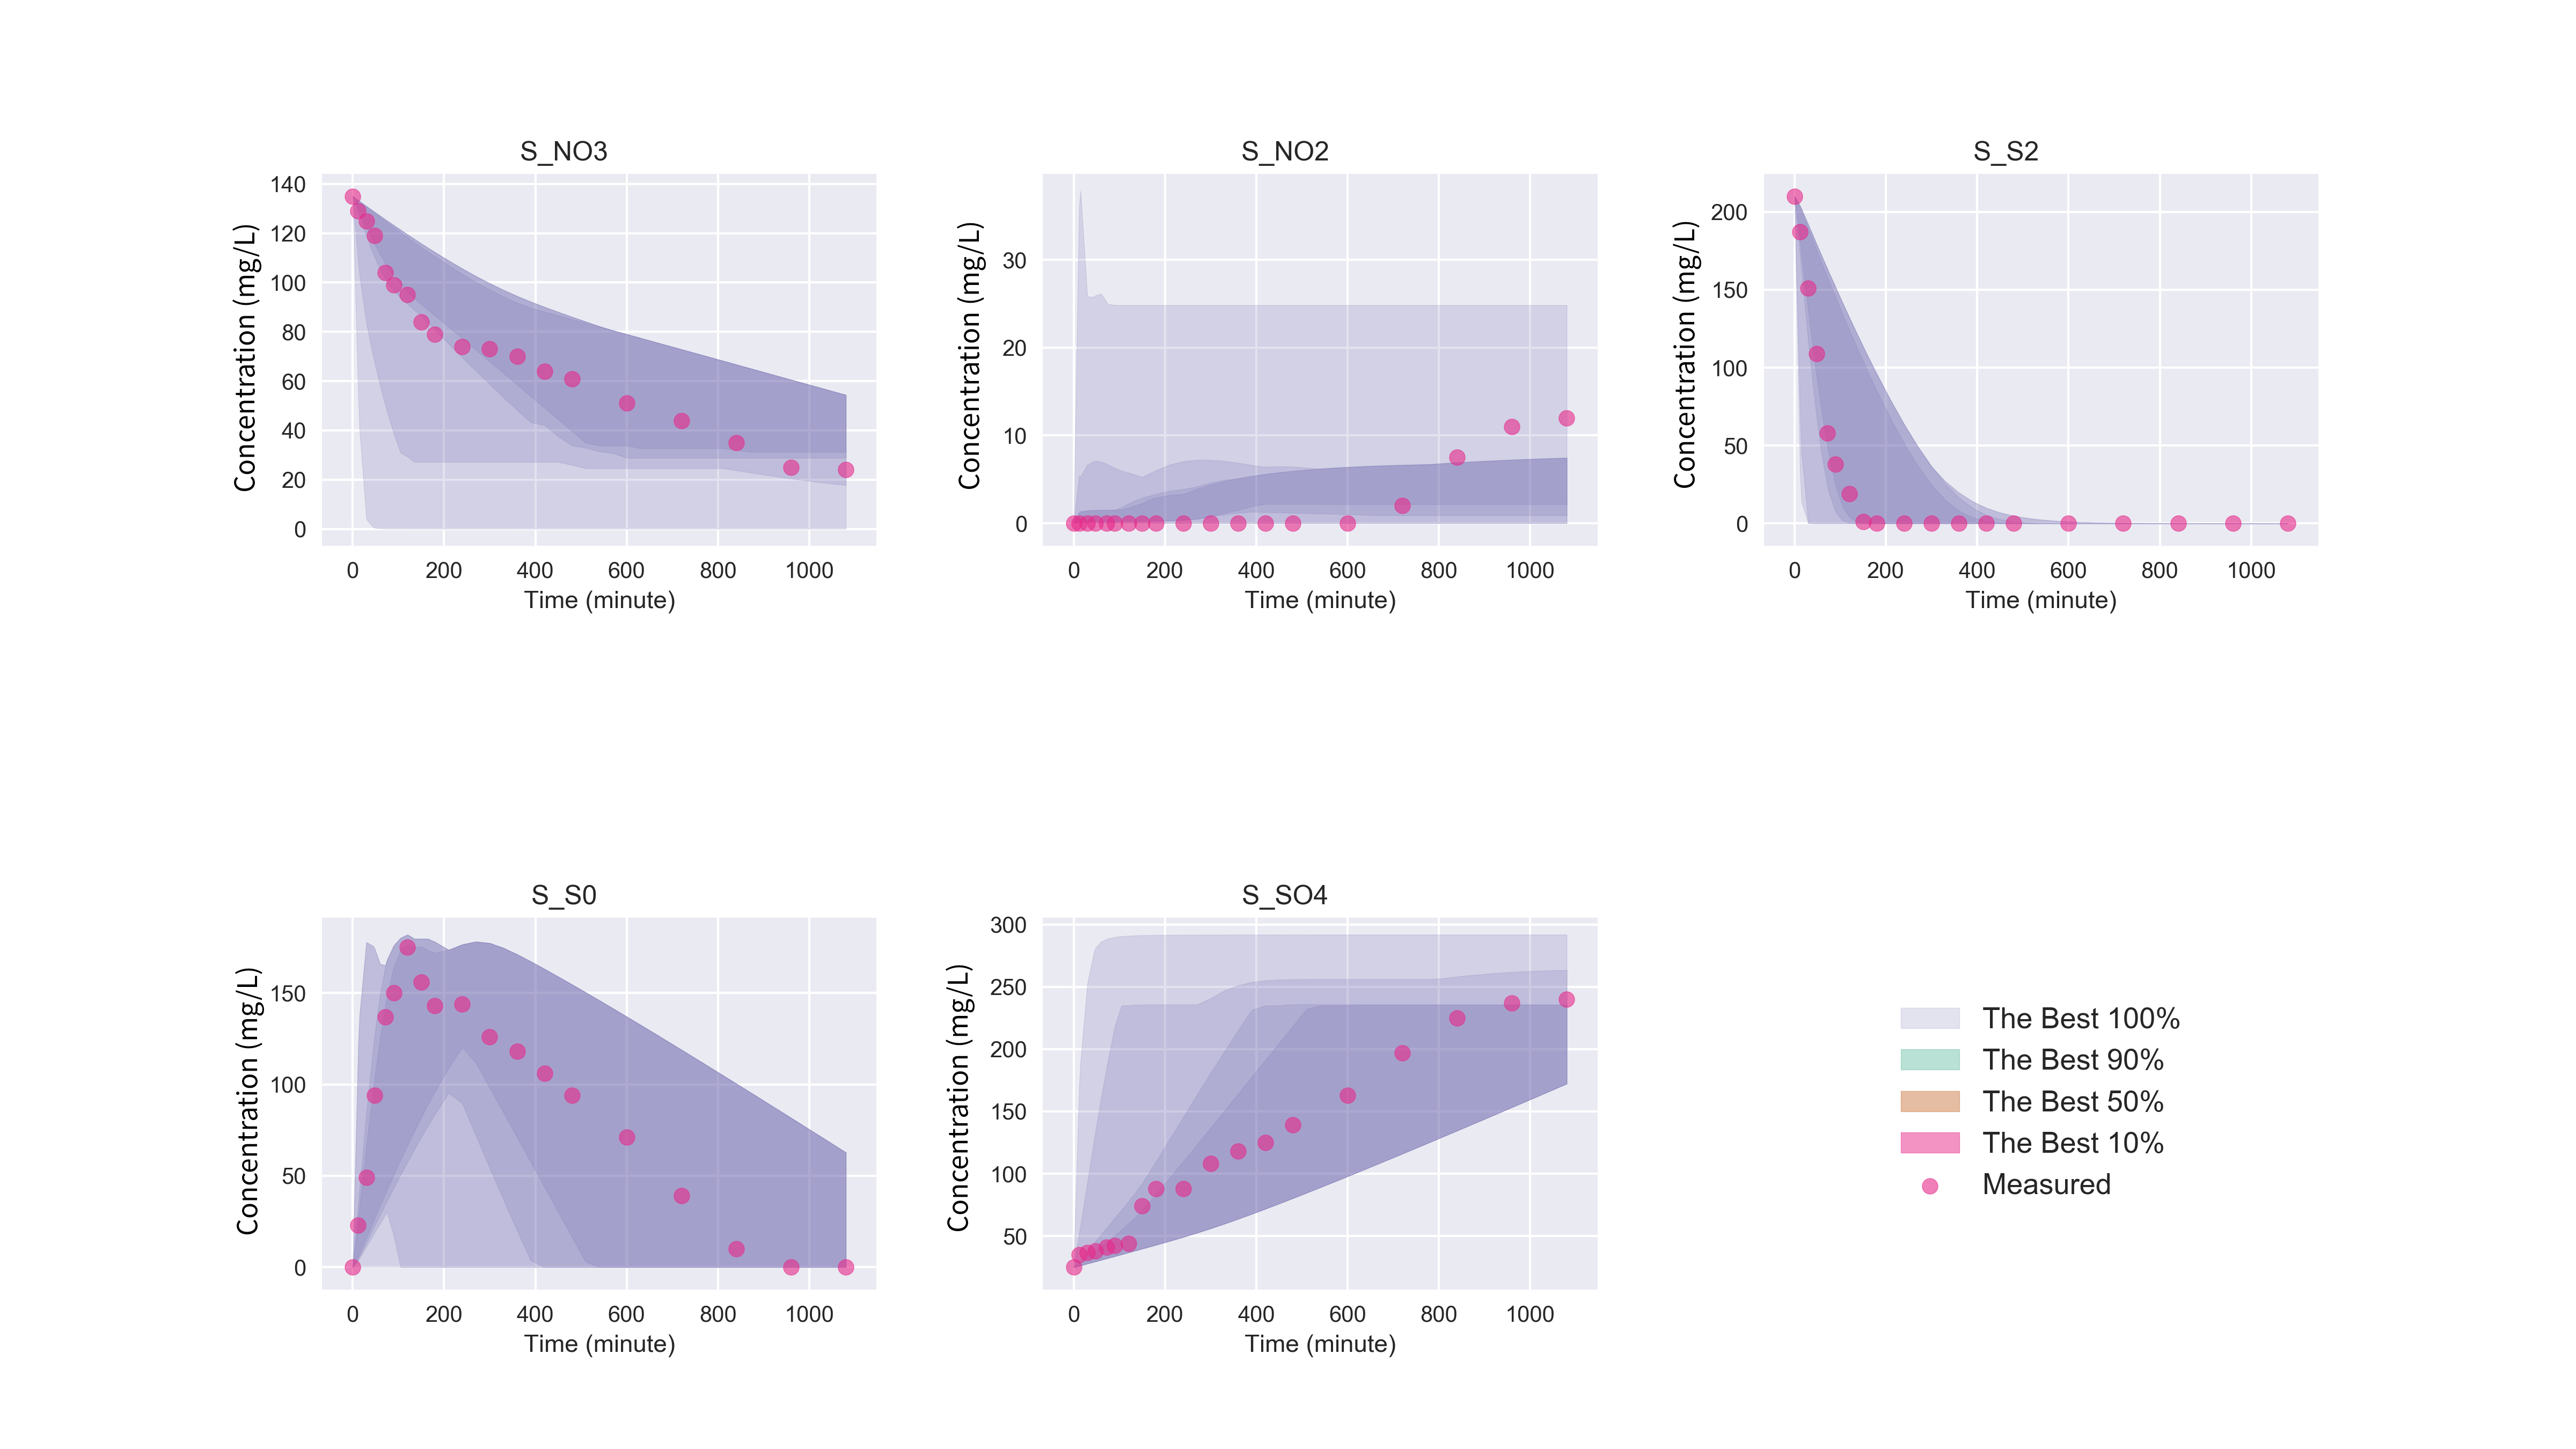 S_NO3
Concentration (mg/L)
140
120
100
80
60
40
20
0
0 200 400 600 800 1000
Time (minute)
S_NO2
Concentration (mg/L)
30
20
10
0
0 200 400 600 800 1000
Time (minute)
S_S2
Concentration (mg/L)
200
150
100
50
0
0 200 400 600 800 1000
Time (minute)
S_S0
Concentration (mg/L)
150
100
50
0
0 200 400 600 800 1000
Time (minute)
S_SO4
Concentration (mg/L)
300
250
200
150
100
50
0 200 400 600 800 1000
Time (minute)
The Best 100%
The Best 90%
The Best 50%
The Best 10%
Measured